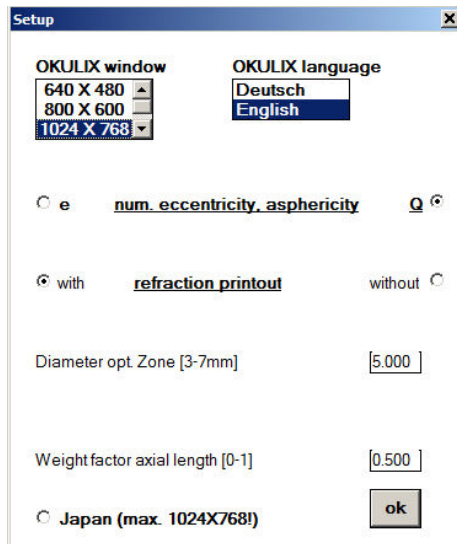 Setup
OKULIX window OKULIX language
640 X 480 Deutsch
800 X 600 English
1024 X 768
e num. eccentricity, asphericity Q
with refraction printout without
Diameter opt. Zone [3-7mm] 5.000
Weight factor axial length [0-1] 0.500
Japan (max. 1024X768!) ok